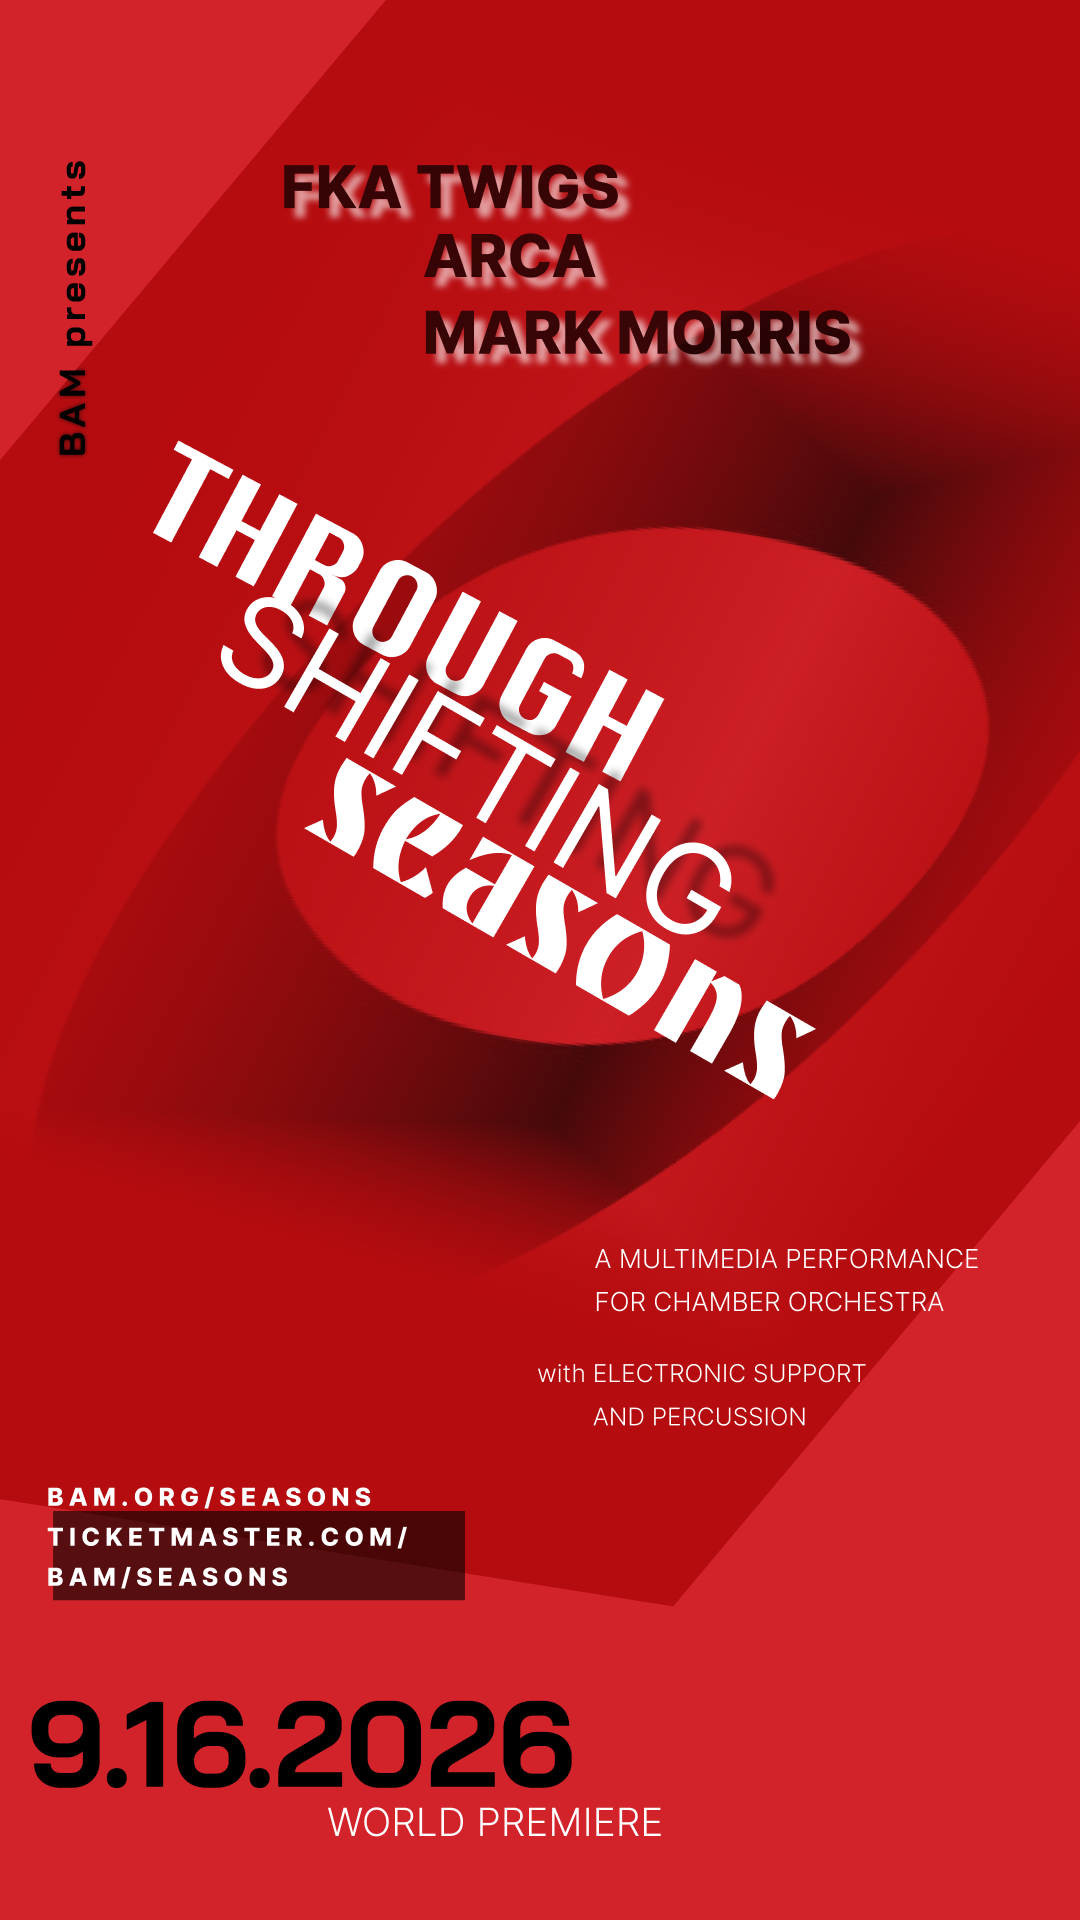 BAM presents
FKA TWIGS
ARCA
MARK MORRIS
THROUGH
SHIFTING
seasons
A MULTIMEDIA PERFORMANCE
FOR CHAMBER ORCHESTRA
with ELECTRONIC SUPPORT
AND PERCUSSION
BAM.ORG/SEASONS
TICKETMASTER.COM/
BAM/SEASONS
9.16.2026
WORLD PREMIERE